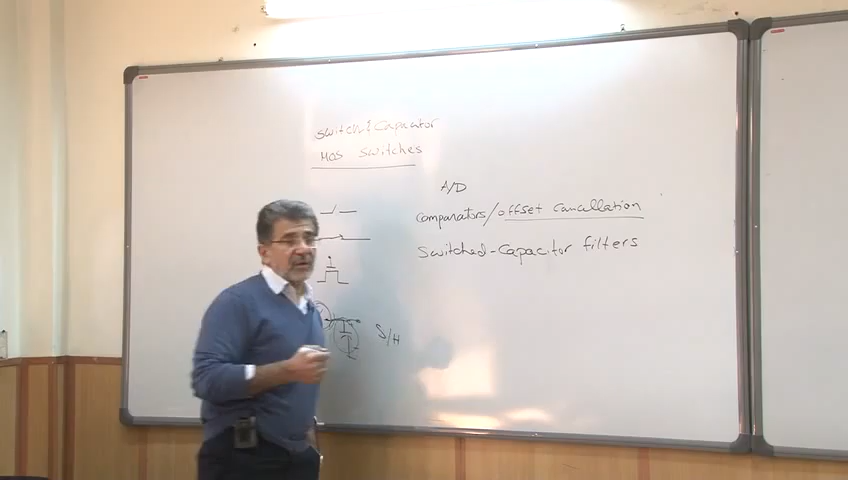 Switch & Capacitor
MOS Switches
A/D
Comparators/offset cancellation
Switched-Capacitor filters
S/H